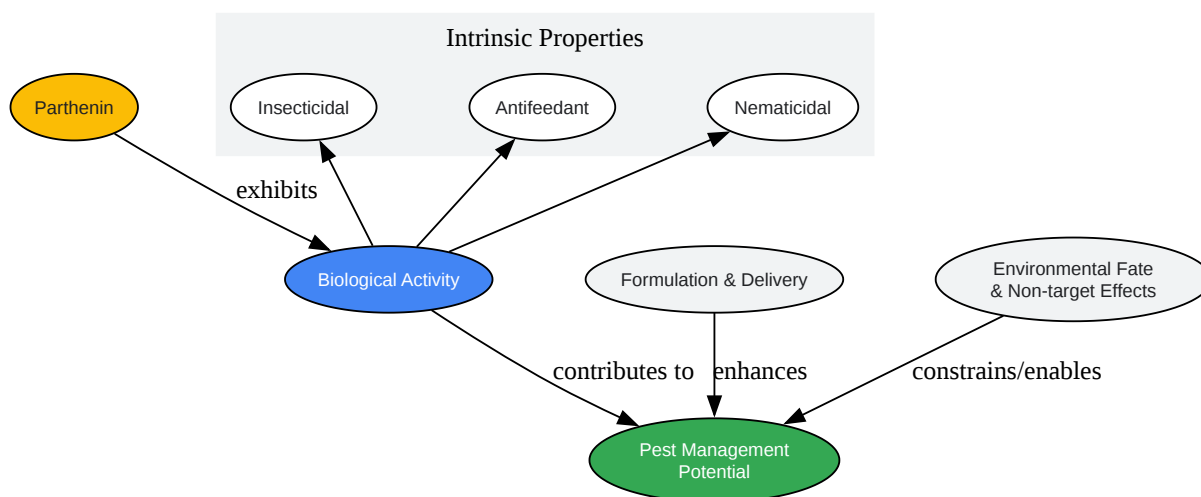 Intrinsic Properties
Parthenin
Insecticidal
Antifeedant
Nematicidal
exhibits
Biological Activity
Formulation & Delivery
Environmental Fate
& Non-target Effects
contributes to
enhances
constrains/enables
Pest Management
Potential